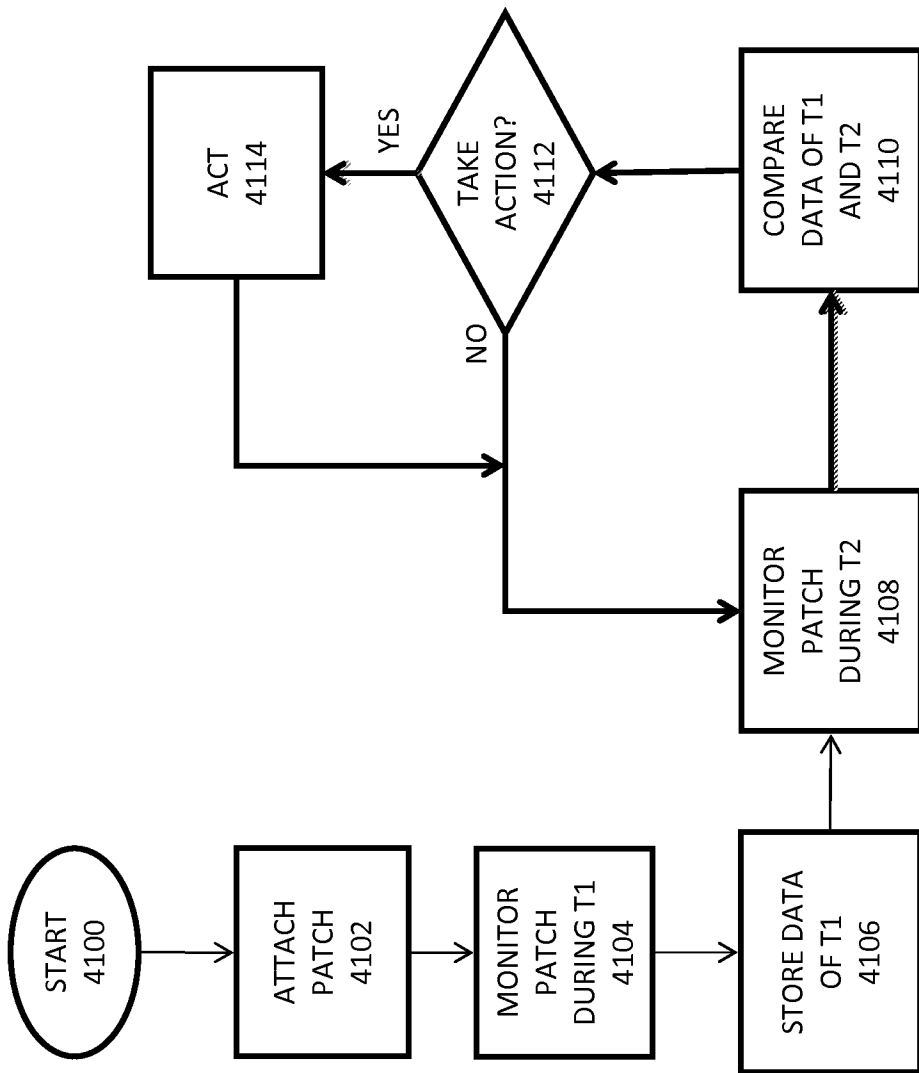 START
4100
ATTACH
PATCH
4102
MONITOR
PATCH
DURING T1
4104
STORE DATA
OF T1
4106
MONITOR
PATCH
DURING T2
4108
COMPARE
DATA OF T1
AND T2
4110
TAKE
ACTION?
4112
YES
NO
ACT
4114